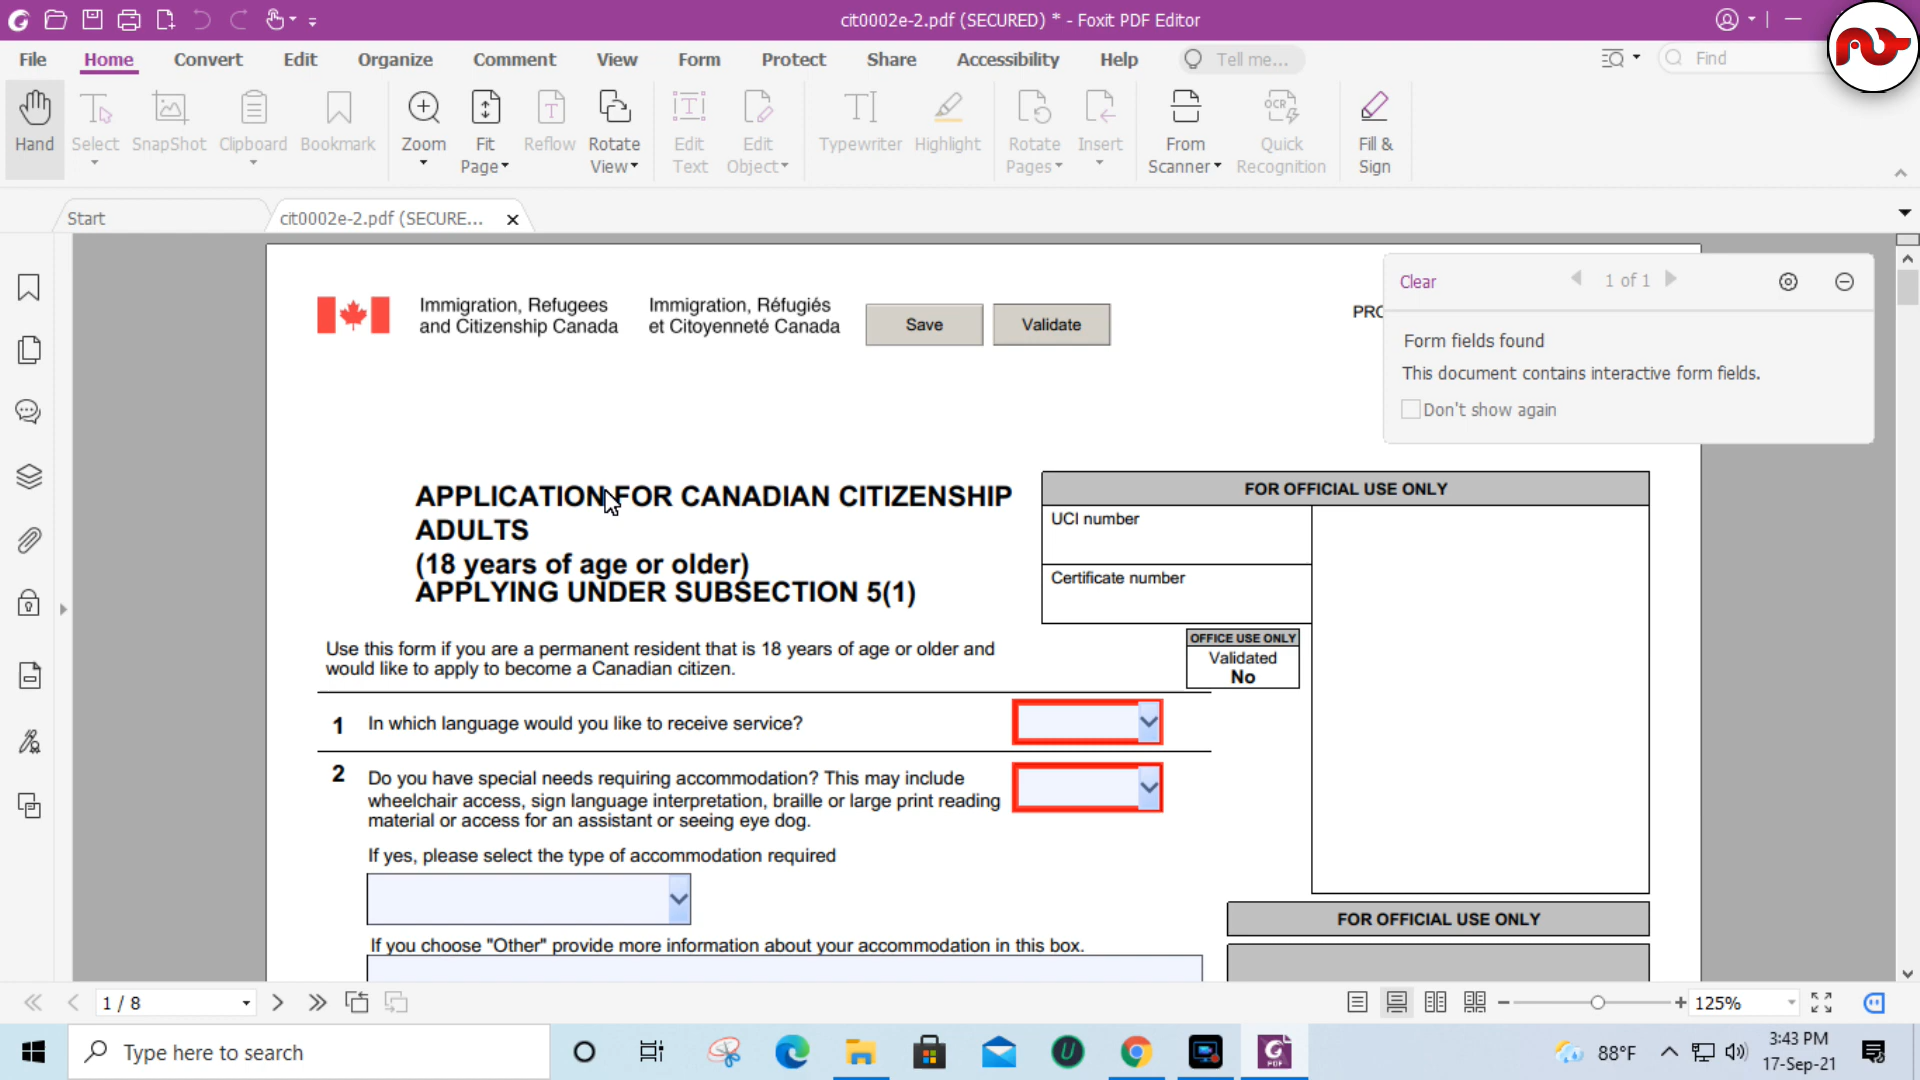 cit0002e-2.pdf (SECURED) * - Foxit PDF Editor
File Home Convert Edit Organize Comment View Form Protect Share Accessibility Help Tell me... Find
Hand Select SnapShot Clipboard Bookmark Zoom Fit Page Reflow Rotate View Edit Text Edit Object Typewriter Highlight Rotate Pages Insert From Scanner OCR Quick Recognition Fill & Sign
Start cit0002e-2.pdf (SECURE...
Immigration, Refugees
and Citizenship Canada
Immigration, Réfugiés
et Citoyenneté Canada
Save Validate
PRO
Clear 1 of 1
Form fields found
This document contains interactive form fields.
Don't show again
APPLICATION FOR CANADIAN CITIZENSHIP
ADULTS
(18 years of age or older)
APPLYING UNDER SUBSECTION 5(1)
FOR OFFICIAL USE ONLY
UCI number
Certificate number
OFFICE USE ONLY
Validated
No
Use this form if you are a permanent resident that is 18 years of age or older and
would like to apply to become a Canadian citizen.
1 In which language would you like to receive service?
2 Do you have special needs requiring accommodation? This may include
wheelchair access, sign language interpretation, braille or large print reading
material or access for an assistant or seeing eye dog.
If yes, please select the type of accommodation required
FOR OFFICIAL USE ONLY
If you choose "Other" provide more information about your accommodation in this box.
1 / 8 125%
Type here to search
88°F
3:43 PM
17-Sep-21